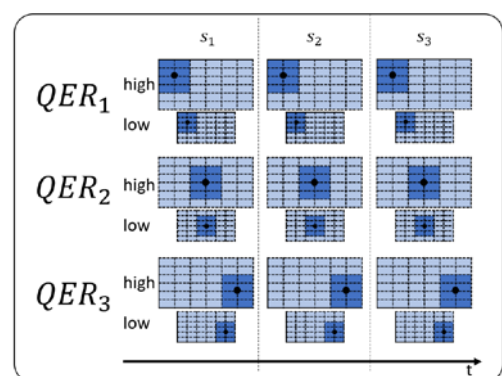 s₁ s₂ s₃
QER₁ high
low
QER₂ high
low
QER₃ high
low
t